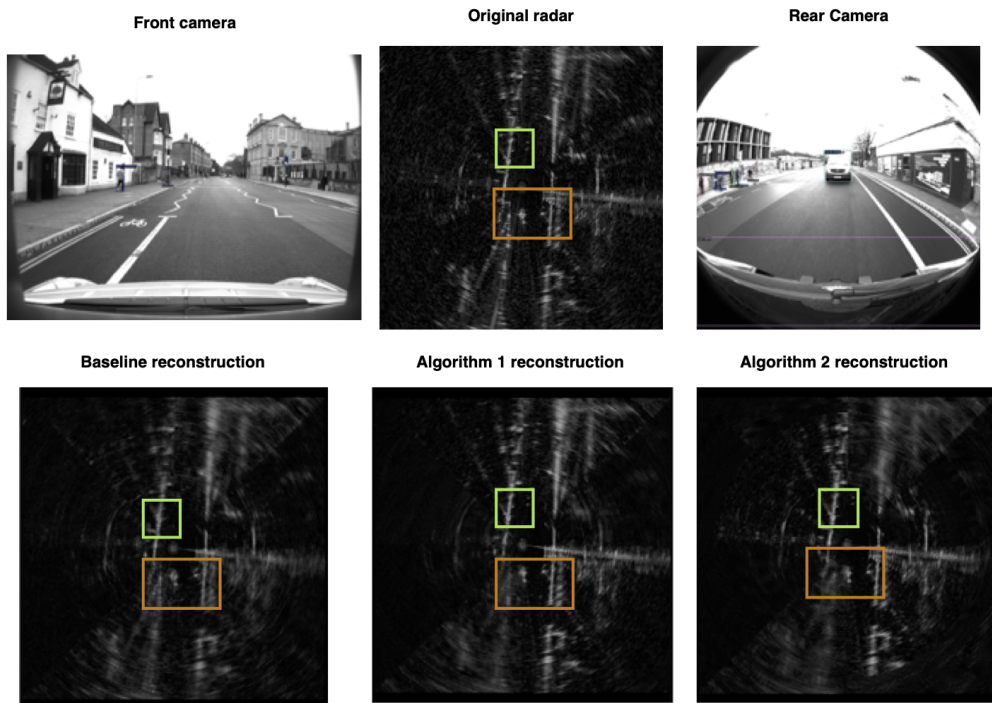 Front camera
Original radar
Rear Camera
Baseline reconstruction
Algorithm 1 reconstruction
Algorithm 2 reconstruction